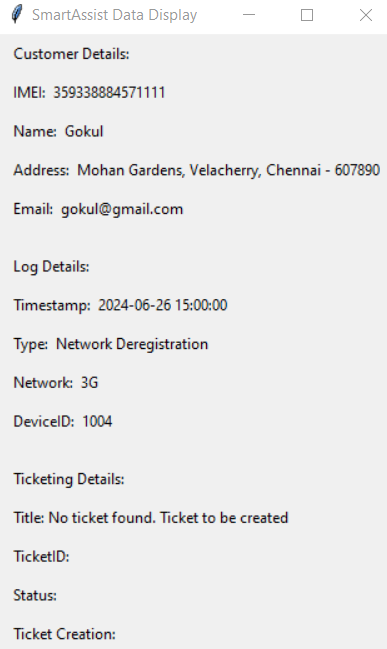 SmartAssist Data Display
Customer Details:
IMEI: 359338884571111
Name: Gokul
Address: Mohan Gardens, Velacherry, Chennai - 607890
Email: gokul@gmail.com
Log Details:
Timestamp: 2024-06-26 15:00:00
Type: Network Deregistration
Network: 3G
DeviceID: 1004
Ticketing Details:
Title: No ticket found. Ticket to be created
TicketID:
Status:
Ticket Creation: